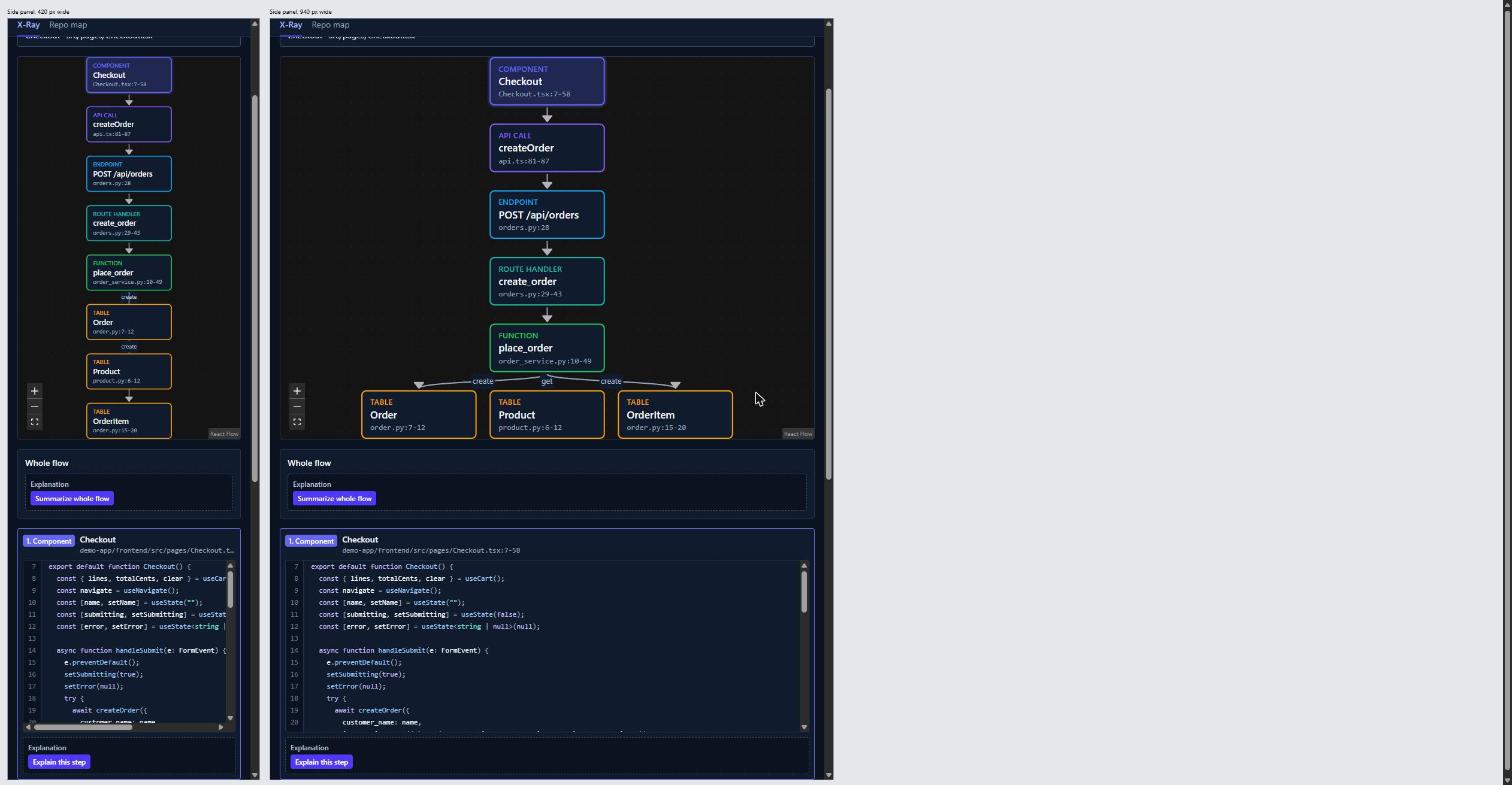 Side panel: 420 px wide
X-Ray Repo map
COMPONENT
Checkout
Checkout.tsx:7-58
API CALL
createOrder
api.ts:81-87
ENDPOINT
POST /api/orders
orders.py:28
ROUTE HANDLER
create_order
orders.py:29-43
FUNCTION
place_order
order_service.py:10-49
create
TABLE
Order
order.py:7-12
create
TABLE
Product
product.py:6-12
TABLE
OrderItem
order.py:15-20
React Flow
Whole flow
Explanation
Summarize whole flow
1. Component
Checkout
demo-app/frontend/src/pages/Checkout.t…
7 export default function Checkout() {
8 const { lines, totalCents, clear } = useCar
9 const navigate = useNavigate();
10 const [name, setName] = useState("");
11 const [submitting, setSubmitting] = useStat
12 const [error, setError] = useState<string |
13
14 async function handleSubmit(e: FormEvent) {
15 e.preventDefault();
16 setSubmitting(true);
17 setError(null);
18 try {
19 await createOrder({
20 customer_name: name,
Explanation
Explain this step
Side panel: 940 px wide
X-Ray Repo map
COMPONENT
Checkout
Checkout.tsx:7-58
API CALL
createOrder
api.ts:81-87
ENDPOINT
POST /api/orders
orders.py:28
ROUTE HANDLER
create_order
orders.py:29-43
FUNCTION
place_order
order_service.py:10-49
create get create
TABLE
Order
order.py:7-12
TABLE
Product
product.py:6-12
TABLE
OrderItem
order.py:15-20
React Flow
Whole flow
Explanation
Summarize whole flow
1. Component
Checkout
demo-app/frontend/src/pages/Checkout.tsx:7-58
7 export default function Checkout() {
8 const { lines, totalCents, clear } = useCart();
9 const navigate = useNavigate();
10 const [name, setName] = useState("");
11 const [submitting, setSubmitting] = useState(false);
12 const [error, setError] = useState<string | null>(null);
13
14 async function handleSubmit(e: FormEvent) {
15 e.preventDefault();
16 setSubmitting(true);
17 setError(null);
18 try {
19 await createOrder({
20 customer_name: name,
Explanation
Explain this step